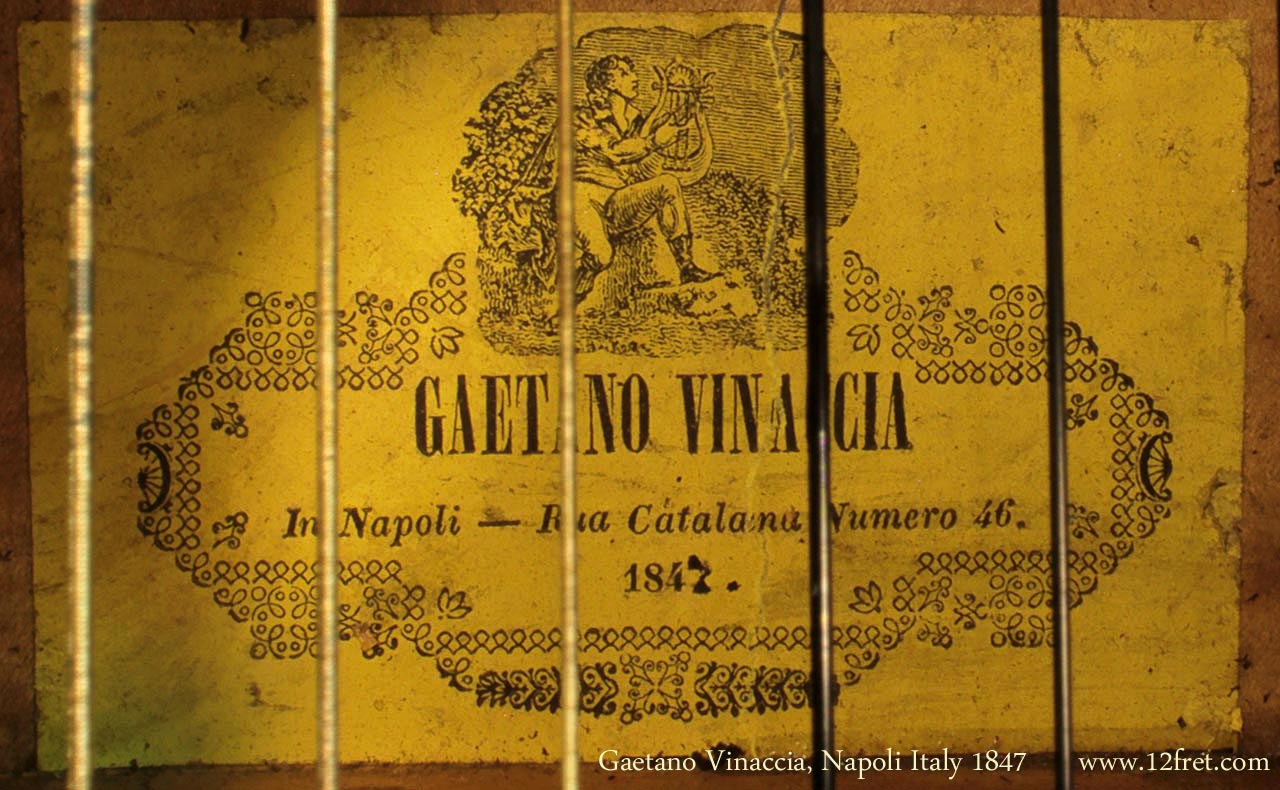 GAETANO VINACCIA
In Napoli — Rua Catalana Numero 46.
1847.
Gaetano Vinaccia, Napoli Italy 1847 www.12fret.com